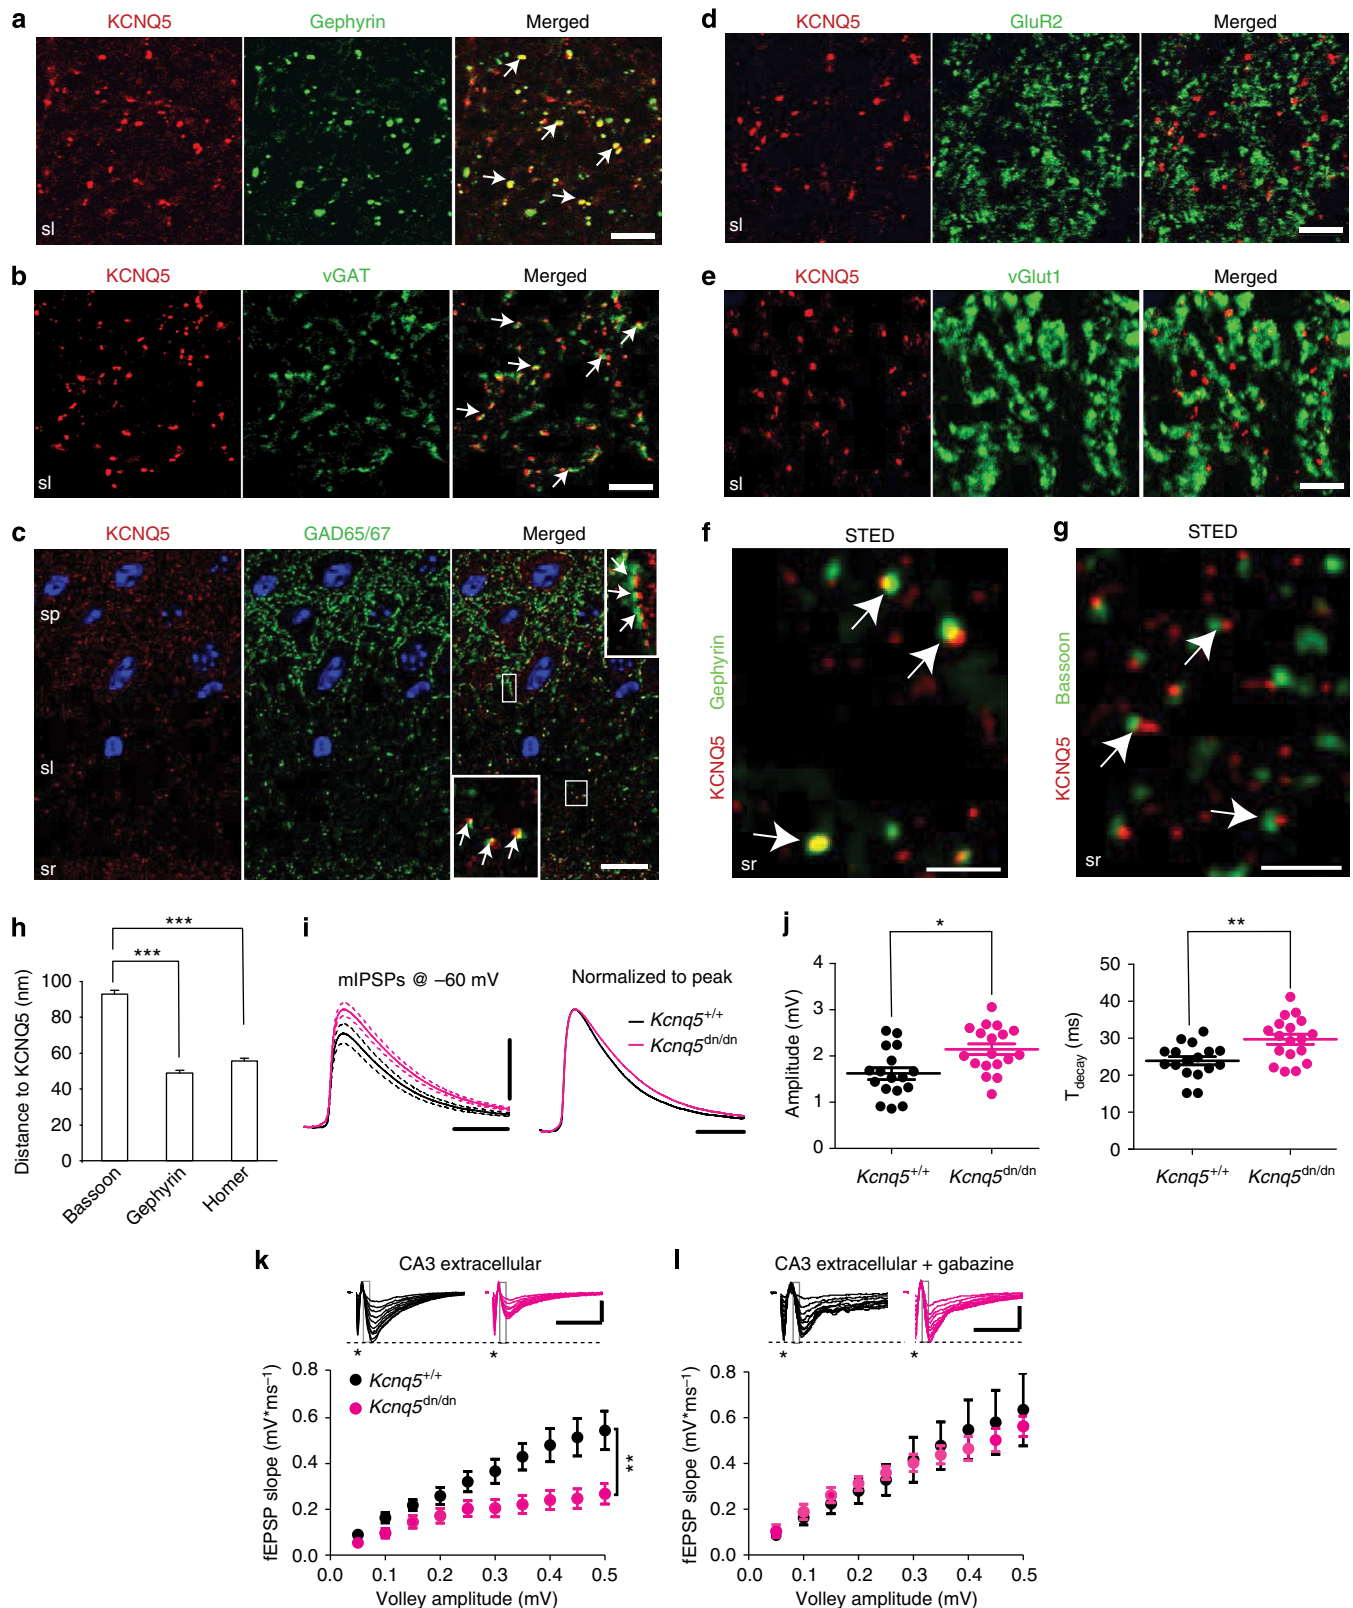 a
KCNQ5 Gephyrin Merged
sl
b
KCNQ5 vGAT Merged
sl
c
KCNQ5 GAD65/67 Merged
sp
sl
sr
d
KCNQ5 GluR2 Merged
sl
e
KCNQ5 vGlut1 Merged
sl
f
STED
KCNQ5 Gephyrin
sr
g
STED
KCNQ5 Bassoon
sr
h
***
***
Distance to KCNQ5 (nm)
100
80
60
40
20
0
Bassoon Gephyrin Homer
i
mIPSPs @ –60 mV
Normalized to peak
Kcnq5+/+
Kcnq5dn/dn
j
*
Amplitude (mV)
4
3
2
1
0
Kcnq5+/+ Kcnq5dn/dn
**
Tdecay (ms)
50
40
30
20
10
0
Kcnq5+/+ Kcnq5dn/dn
k
CA3 extracellular
* *
Kcnq5+/+
Kcnq5dn/dn
**
fEPSP slope (mV*ms–1)
0.8
0.6
0.4
0.2
0.0
0.0 0.1 0.2 0.3 0.4 0.5
Volley amplitude (mV)
l
CA3 extracellular + gabazine
* *
fEPSP slope (mV*ms–1)
0.8
0.6
0.4
0.2
0.0
0.0 0.1 0.2 0.3 0.4 0.5
Volley amplitude (mV)